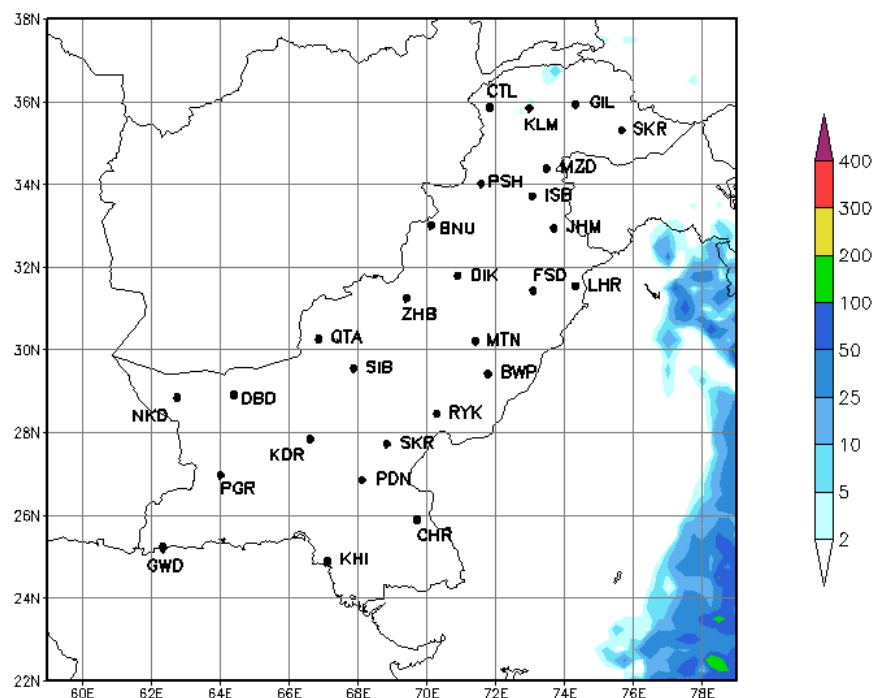 38N
36N
34N
32N
30N
28N
26N
24N
22N
60E 62E 64E 66E 68E 70E 72E 74E 76E 78E
CTL
GIL
KLM
SKR
MZD
PSH
ISB
BNU
JHM
DIK
FSD
LHR
ZHB
QTA
MTN
SIB
BWP
DBD
NKD
RYK
KDR
SKR
PDN
PGR
CHR
KHI
GWD
400
300
200
100
50
25
10
5
2